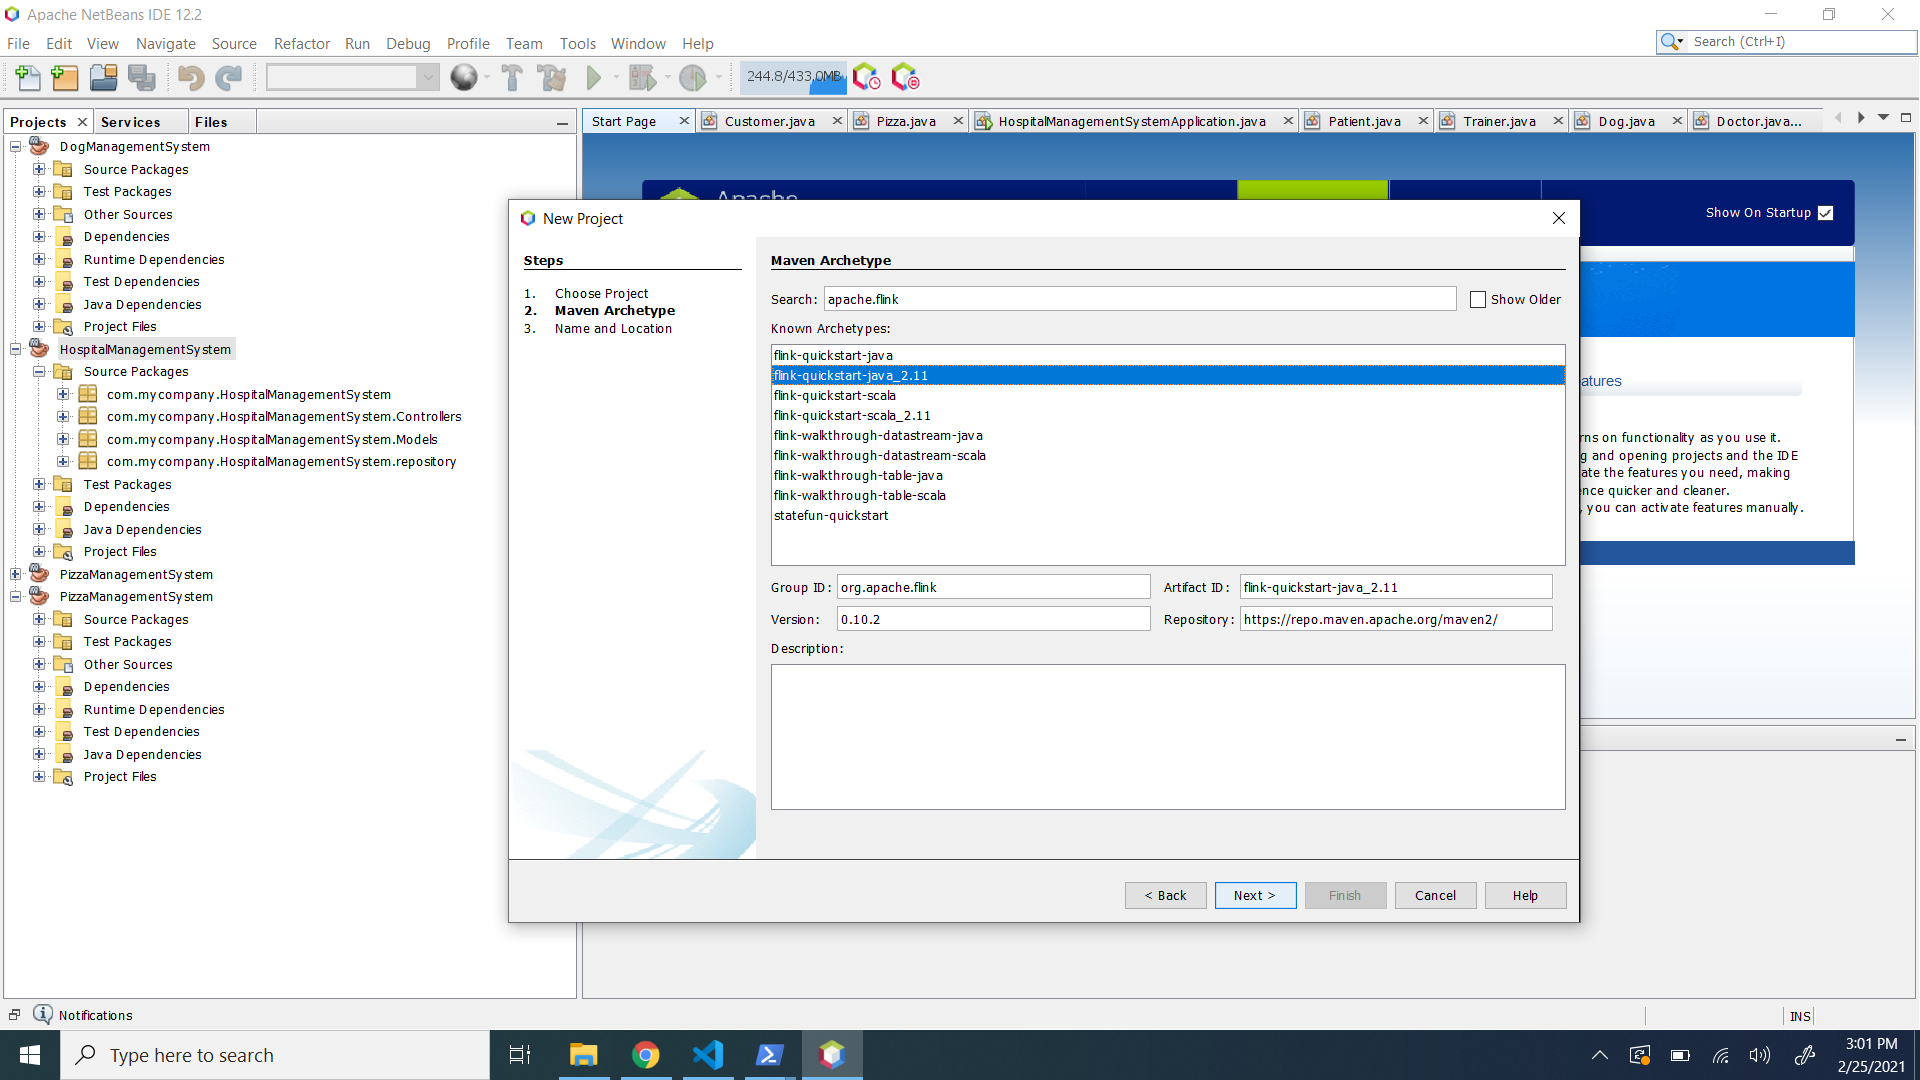 Apache NetBeans IDE 12.2
File Edit View Navigate Source Refactor Run Debug Profile Team Tools Window Help
Search (Ctrl+I)
244.8/433.0MB
Projects Services Files
Start Page Customer.java Pizza.java HospitalManagementSystemApplication.java Patient.java Trainer.java Dog.java Doctor.java...
DogManagementSystem
Source Packages
Test Packages
Other Sources
Dependencies
Runtime Dependencies
Test Dependencies
Java Dependencies
Project Files
HospitalManagementSystem
Source Packages
com.mycompany.HospitalManagementSystem
com.mycompany.HospitalManagementSystem.Controllers
com.mycompany.HospitalManagementSystem.Models
com.mycompany.HospitalManagementSystem.repository
Test Packages
Dependencies
Java Dependencies
Project Files
PizzaManagementSystem
PizzaManagementSystem
Source Packages
Test Packages
Other Sources
Dependencies
Runtime Dependencies
Test Dependencies
Java Dependencies
Project Files
Apache
Show On Startup
atures
rns on functionality as you use it.
g and opening projects and the IDE
ate the features you need, making
ence quicker and cleaner.
, you can activate features manually.
New Project
Steps
1. Choose Project
2. Maven Archetype
3. Name and Location
Maven Archetype
Search: apache.flink Show Older
Known Archetypes:
flink-quickstart-java
flink-quickstart-java_2.11
flink-quickstart-scala
flink-quickstart-scala_2.11
flink-walkthrough-datastream-java
flink-walkthrough-datastream-scala
flink-walkthrough-table-java
flink-walkthrough-table-scala
statefun-quickstart
Group ID: org.apache.flink Artifact ID: flink-quickstart-java_2.11
Version: 0.10.2 Repository: https://repo.maven.apache.org/maven2/
Description:
< Back Next > Finish Cancel Help
Notifications
INS
Type here to search
3:01 PM
2/25/2021